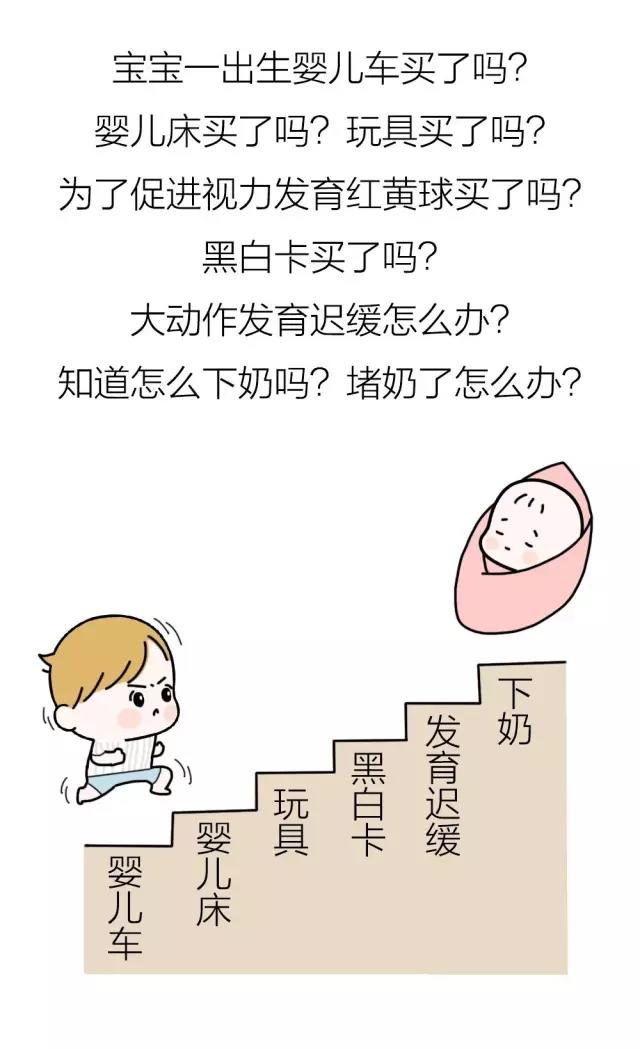 宝宝一出生婴儿车买了吗？
婴儿床买了吗？玩具买了吗？
为了促进视力发育红黄球买了吗？
黑白卡买了吗？
大动作发育迟缓怎么办？
知道怎么下奶吗？堵奶了怎么办？
婴儿车
婴儿床
玩具
黑白卡
发育迟缓
下奶